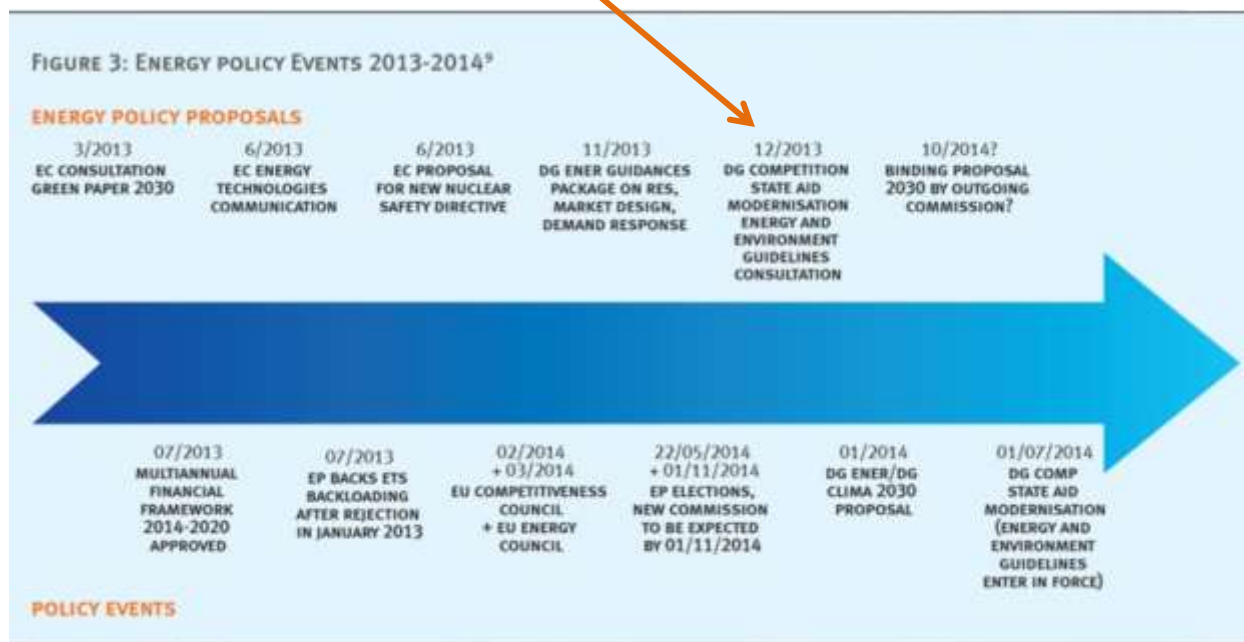 FIGURE 3: ENERGY POLICY EVENTS 2013-2014⁹
ENERGY POLICY PROPOSALS
3/2013
EC CONSULTATION
GREEN PAPER 2030
6/2013
EC ENERGY
TECHNOLOGIES
COMMUNICATION
6/2013
EC PROPOSAL
FOR NEW NUCLEAR
SAFETY DIRECTIVE
11/2013
DG ENER GUIDANCES
PACKAGE ON RES,
MARKET DESIGN,
DEMAND RESPONSE
12/2013
DG COMPETITION
STATE AID
MODERNISATION
ENERGY AND
ENVIRONMENT
GUIDELINES
CONSULTATION
10/2014?
BINDING PROPOSAL
2030 BY OUTGOING
COMMISSION?
07/2013
MULTIANNUAL
FINANCIAL
FRAMEWORK
2014-2020
APPROVED
07/2013
EP BACKS ETS
BACKLOADING
AFTER REJECTION
IN JANUARY 2013
02/2014
+ 03/2014
EU COMPETITIVENESS
COUNCIL
+ EU ENERGY
COUNCIL
22/05/2014
+ 01/11/2014
EP ELECTIONS,
NEW COMMISSION
TO BE EXPECTED
BY 01/11/2014
01/2014
DG ENER/DG
CLIMA 2030
PROPOSAL
01/07/2014
DG COMP
STATE AID
MODERNISATION
(ENERGY AND
ENVIRONMENT
GUIDELINES
ENTER IN FORCE)
POLICY EVENTS